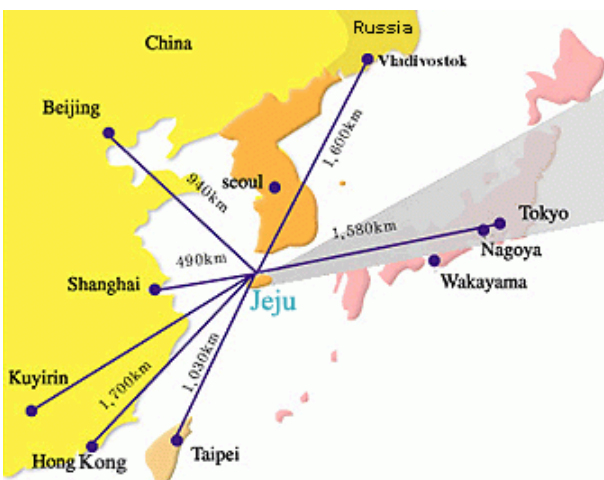 Russia
China
Vladivostok
Beijing
1,600km
940km
seoul
Tokyo
1,580km
Nagoya
490km
Shanghai
Wakayama
Jeju
1,030km
Kuyirin
1,700km
Taipei
Hong Kong